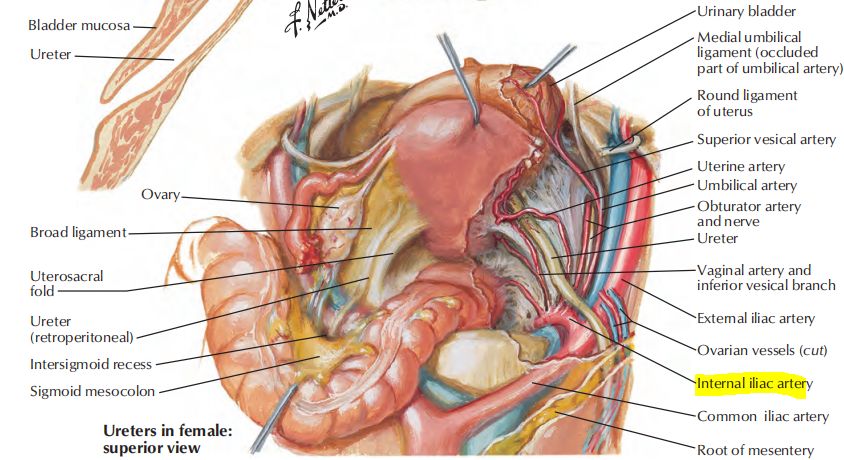 f. Netter
M.D.
Bladder mucosa
Ureter
Ovary
Broad ligament
Uterosacral
fold
Ureter
(retroperitoneal)
Intersigmoid recess
Sigmoid mesocolon
Ureters in female:
superior view
Urinary bladder
Medial umbilical
ligament (occluded
part of umbilical artery)
Round ligament
of uterus
Superior vesical artery
Uterine artery
Umbilical artery
Obturator artery
and nerve
Ureter
Vaginal artery and
inferior vesical branch
External iliac artery
Ovarian vessels (cut)
Internal iliac artery
Common iliac artery
Root of mesentery